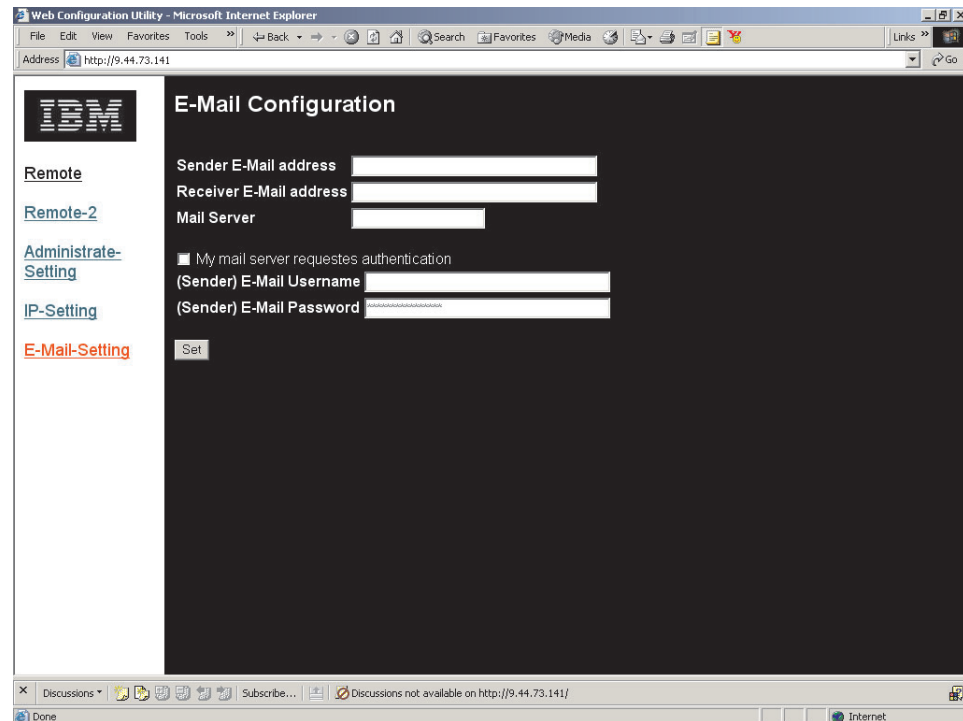 Web Configuration Utility - Microsoft Internet Explorer
File Edit View Favorites Tools » Back Search Favorites Media Links »
Address http://9.44.73.141 Go
IBM
Remote
Remote-2
Administrate-
Setting
IP-Setting
E-Mail-Setting
E-Mail Configuration
Sender E-Mail address
Receiver E-Mail address
Mail Server
My mail server requestes authentication
(Sender) E-Mail Username
(Sender) E-Mail Password ****************
Set
Discussions Subscribe... Discussions not available on http://9.44.73.141/
Done Internet